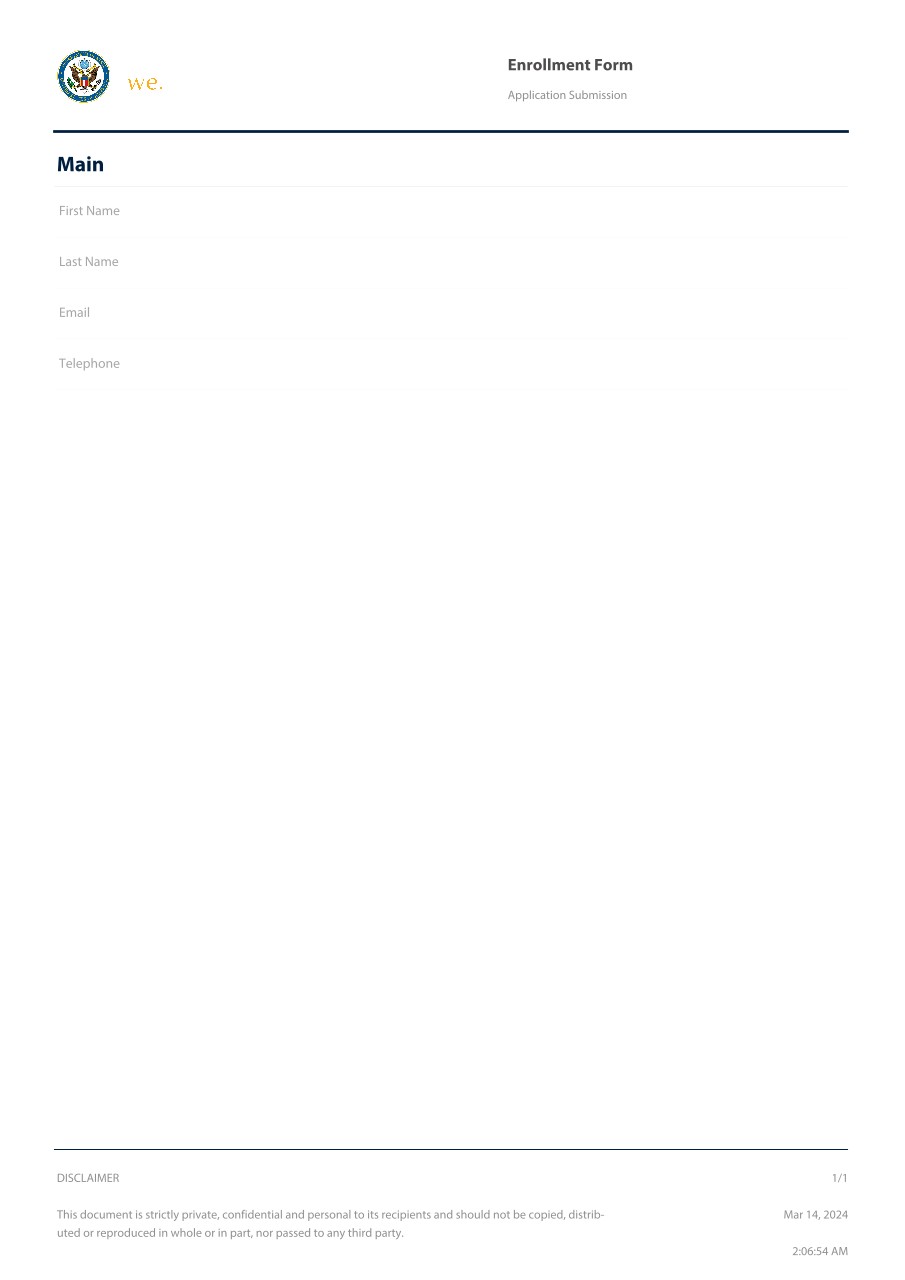 we.
Enrollment Form
Application Submission
Main
First Name
Last Name
Email
Telephone
DISCLAIMER
1/1
This document is strictly private, confidential and personal to its recipients and should not be copied, distrib-
uted or reproduced in whole or in part, nor passed to any third party.
Mar 14, 2024
2:06:54 AM